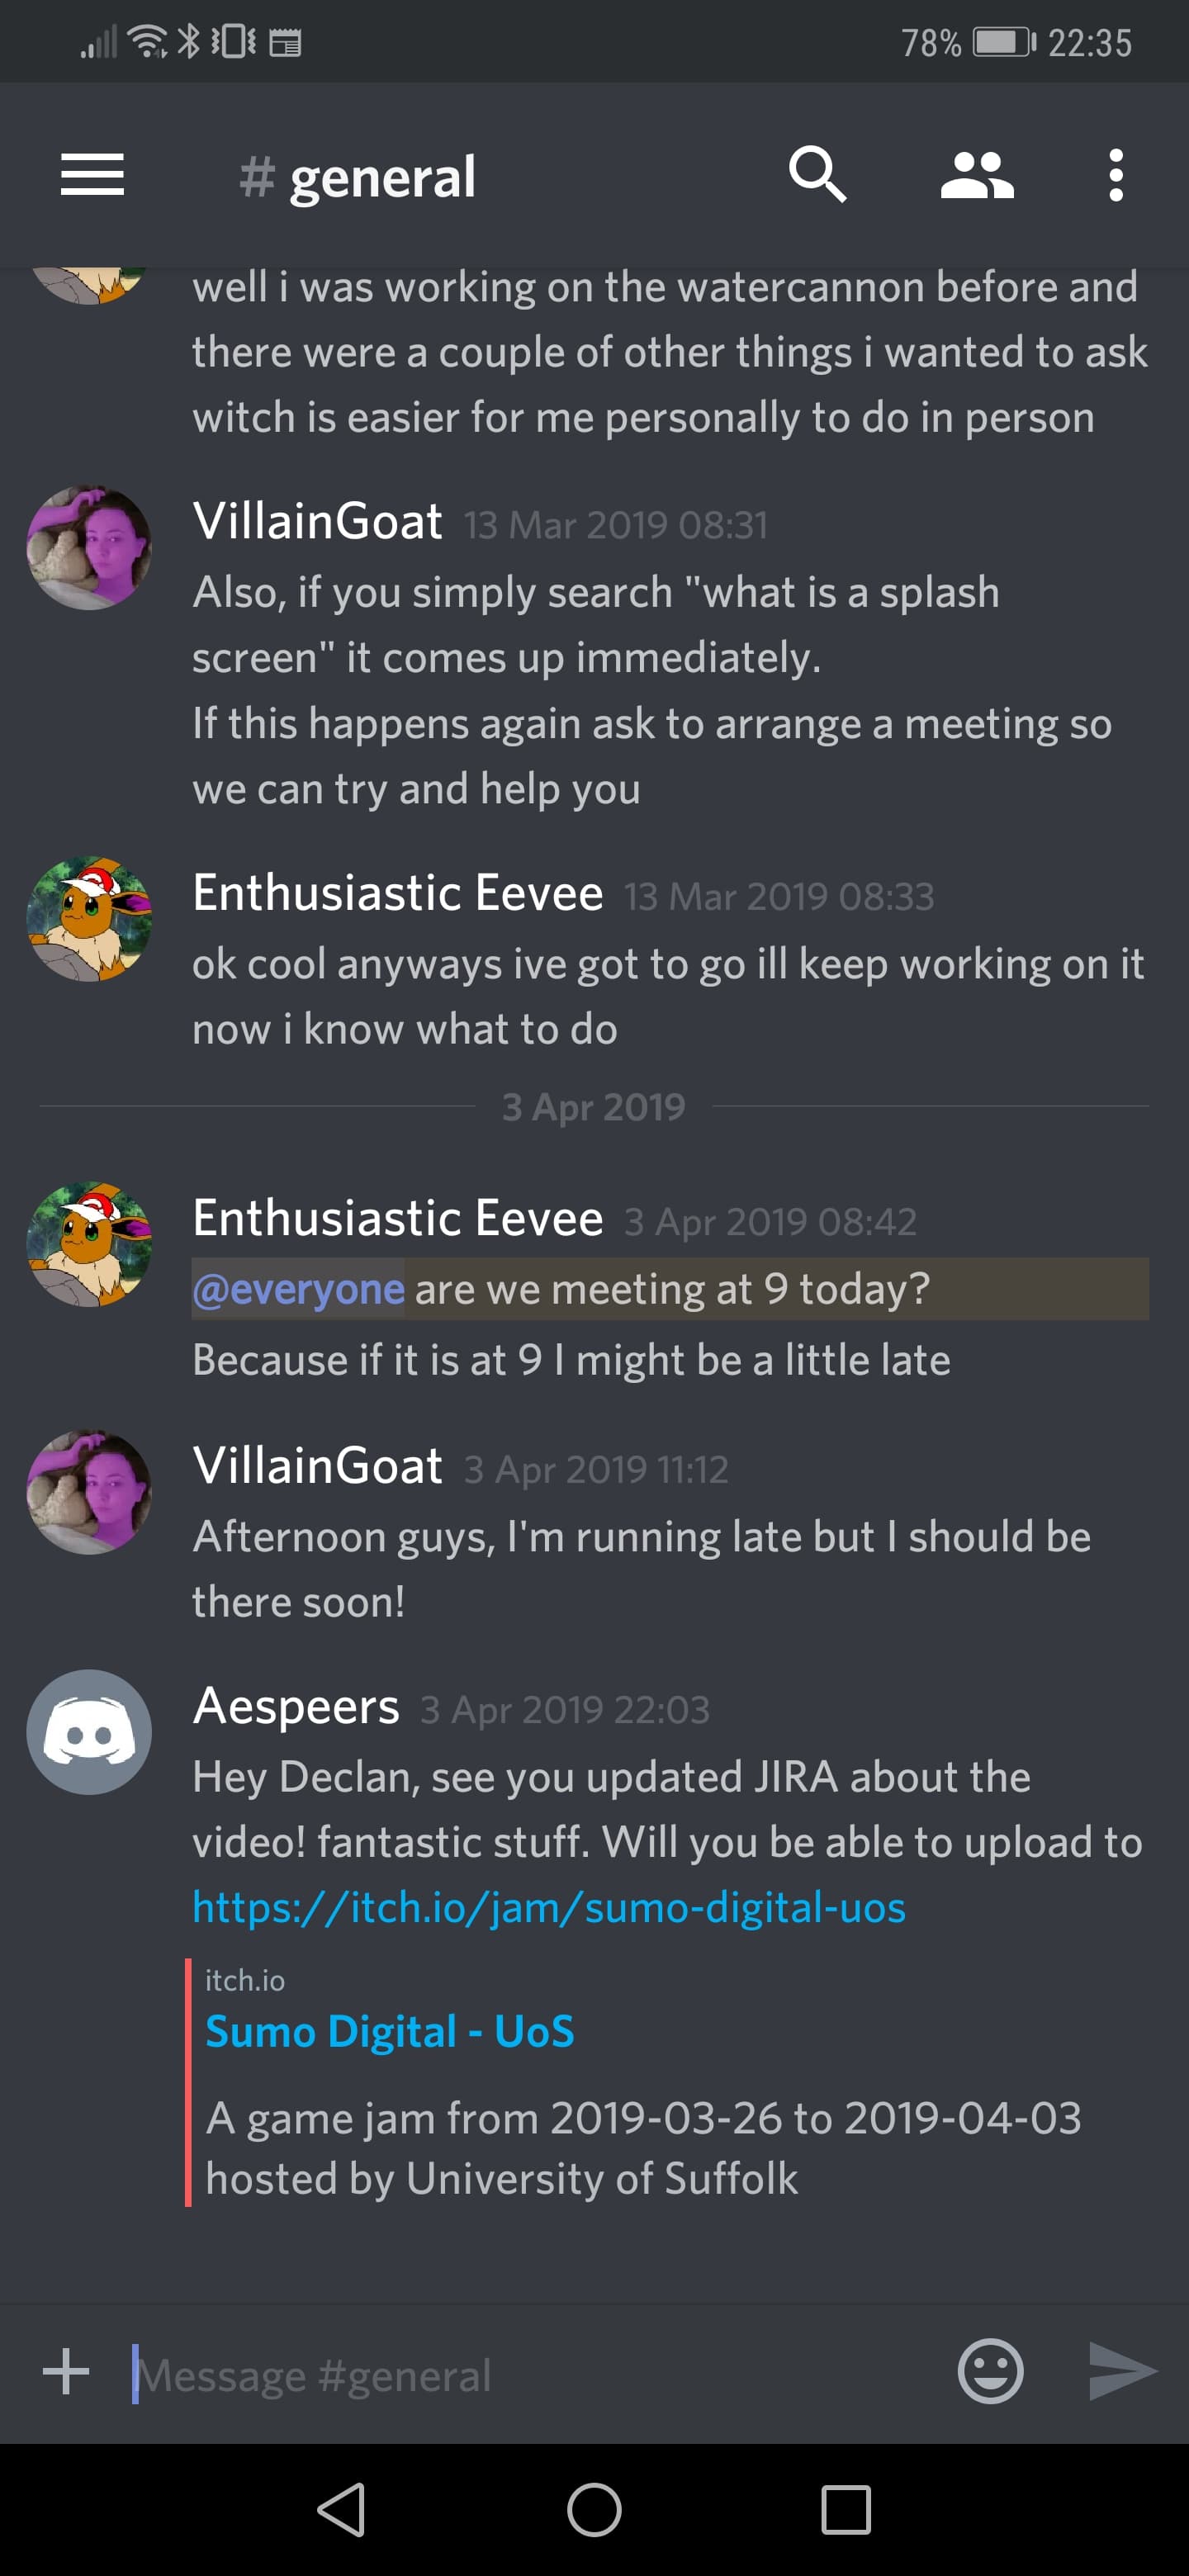 78% 22:35
# general
well i was working on the watercannon before and
there were a couple of other things i wanted to ask
witch is easier for me personally to do in person
VillainGoat 13 Mar 2019 08:31
Also, if you simply search "what is a splash
screen" it comes up immediately.
If this happens again ask to arrange a meeting so
we can try and help you
Enthusiastic Eevee 13 Mar 2019 08:33
ok cool anyways ive got to go ill keep working on it
now i know what to do
3 Apr 2019
Enthusiastic Eevee 3 Apr 2019 08:42
@everyone are we meeting at 9 today?
Because if it is at 9 I might be a little late
VillainGoat 3 Apr 2019 11:12
Afternoon guys, I'm running late but I should be
there soon!
Aespeers 3 Apr 2019 22:03
Hey Declan, see you updated JIRA about the
video! fantastic stuff. Will you be able to upload to
https://itch.io/jam/sumo-digital-uos
itch.io
Sumo Digital - UoS
A game jam from 2019-03-26 to 2019-04-03
hosted by University of Suffolk
Message #general